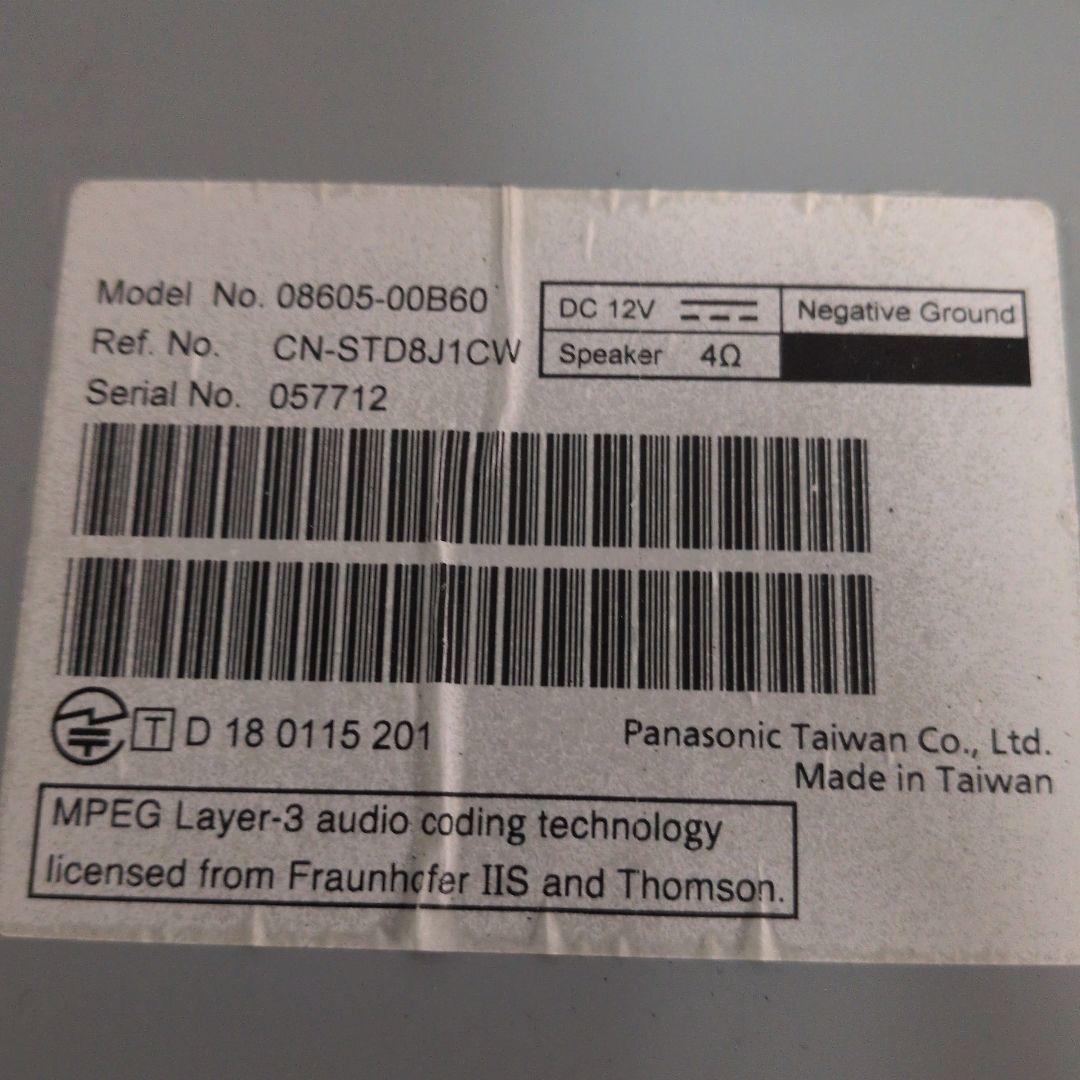 Model No. 08605-00B60
Ref. No. CN-STD8J1CW
Serial No. 057712
DC 12V
Negative Ground
Speaker 4Ω
T D 18 0115 201
Panasonic Taiwan Co., Ltd.
Made in Taiwan
MPEG Layer-3 audio coding technology
licensed from Fraunhofer IIS and Thomson.